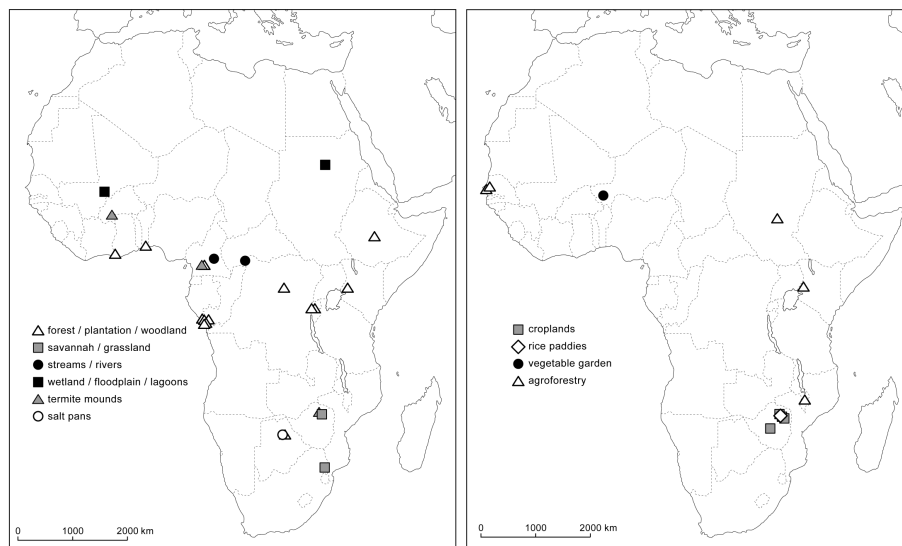 forest / plantation / woodland
savannah / grassland
streams / rivers
wetland / floodplain / lagoons
termite mounds
salt pans
0 1000 2000 km
croplands
rice paddies
vegetable garden
agroforestry
0 1000 2000 km